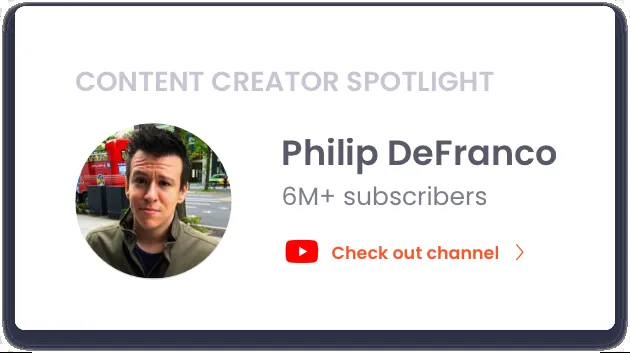 CONTENT CREATOR SPOTLIGHT
Philip DeFranco
6M+ subscribers
Check out channel